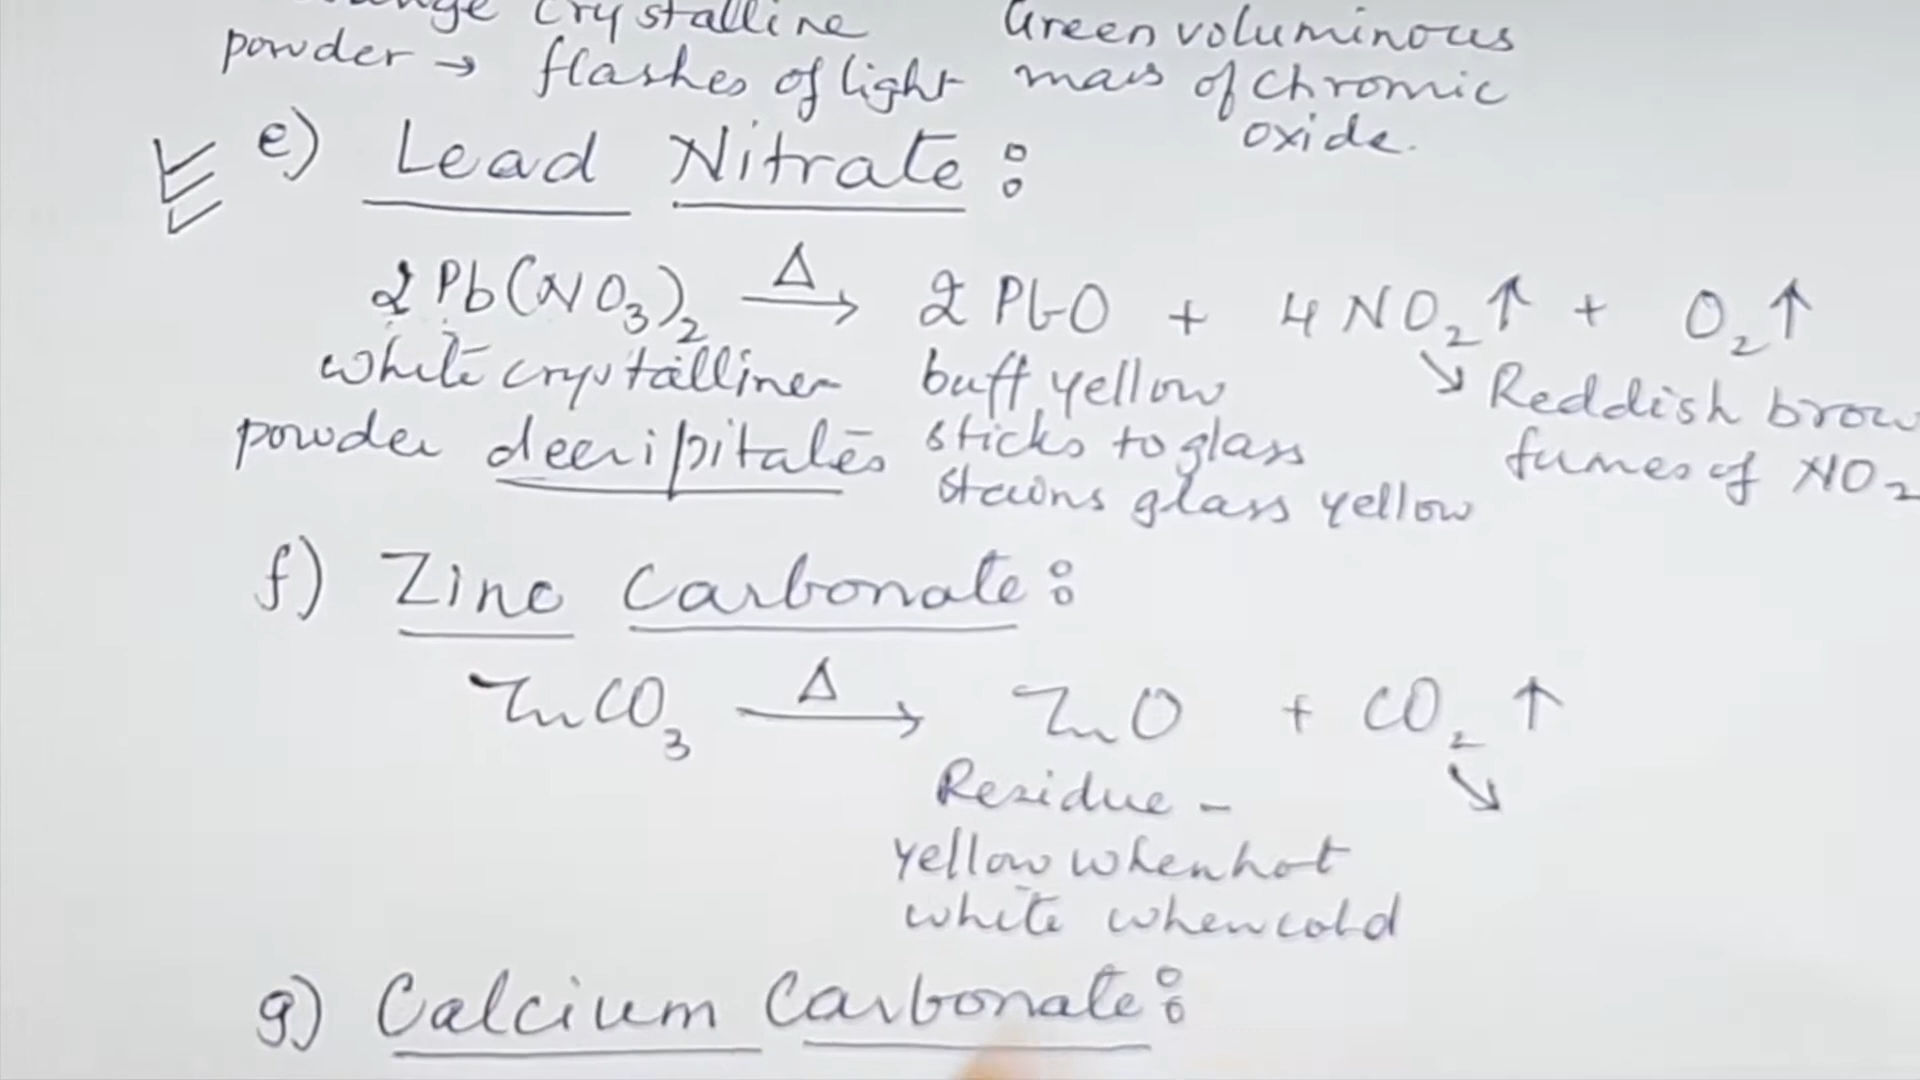 crystalline Green voluminous
powder → flashes of light mass of chromic
oxide.
e) Lead Nitrate :
2Pb(NO₃)₂ —Δ→ 2PbO + 4NO₂↑ + O₂↑
white crystalline buff yellow ↘ Reddish brow
powder decripitates sticks to glass fumes of NO₂
stains glass yellow
f) Zinc Carbonate :
ZnCO₃ —Δ→ ZnO + CO₂ ↑
Residue – ↘
yellow when hot
white when cold
g) Calcium Carbonate :